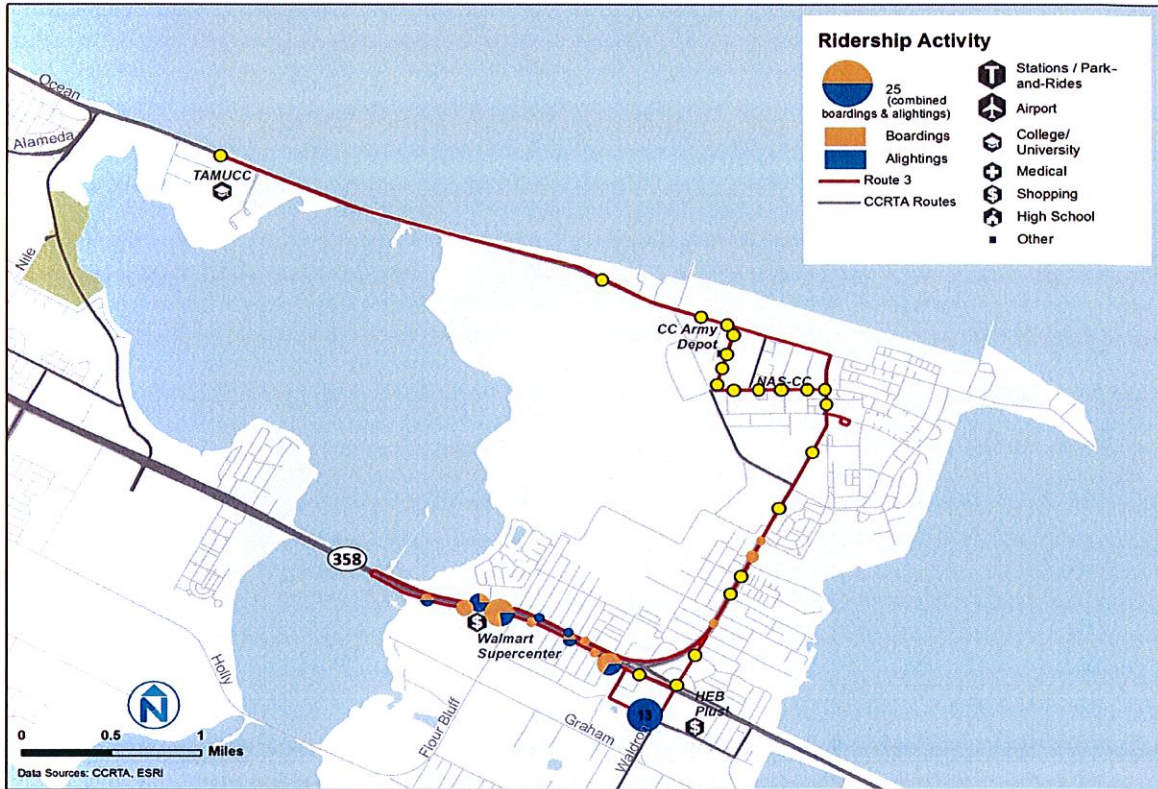 Ridership Activity
25
(combined
boardings & alightings)
Boardings
Alightings
Route 3
CCRTA Routes
T
Stations / Park-
and-Rides
Airport
College/
University
Medical
$
Shopping
High School
Other
Ocean
Alameda
TAMUCC
Nile
CC Army
Depot
NAS-CC
358
$
Walmart
Supercenter
Holly
Flour Bluff
Graham
13
Waldron
HEB
Plus!
$
N
0 0.5 1
Miles
Data Sources: CCRTA, ESRI